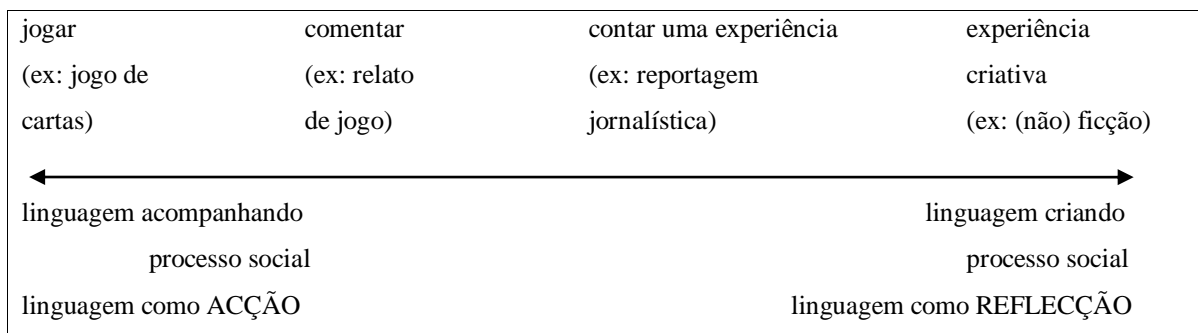 jogar comentar contar uma experiência experiência
(ex: jogo de (ex: relato (ex: reportagem criativa
cartas) de jogo) jornalística) (ex: (não) ficção)
linguagem acompanhando linguagem criando
processo social processo social
linguagem como ACÇÃO linguagem como REFLECÇÃO